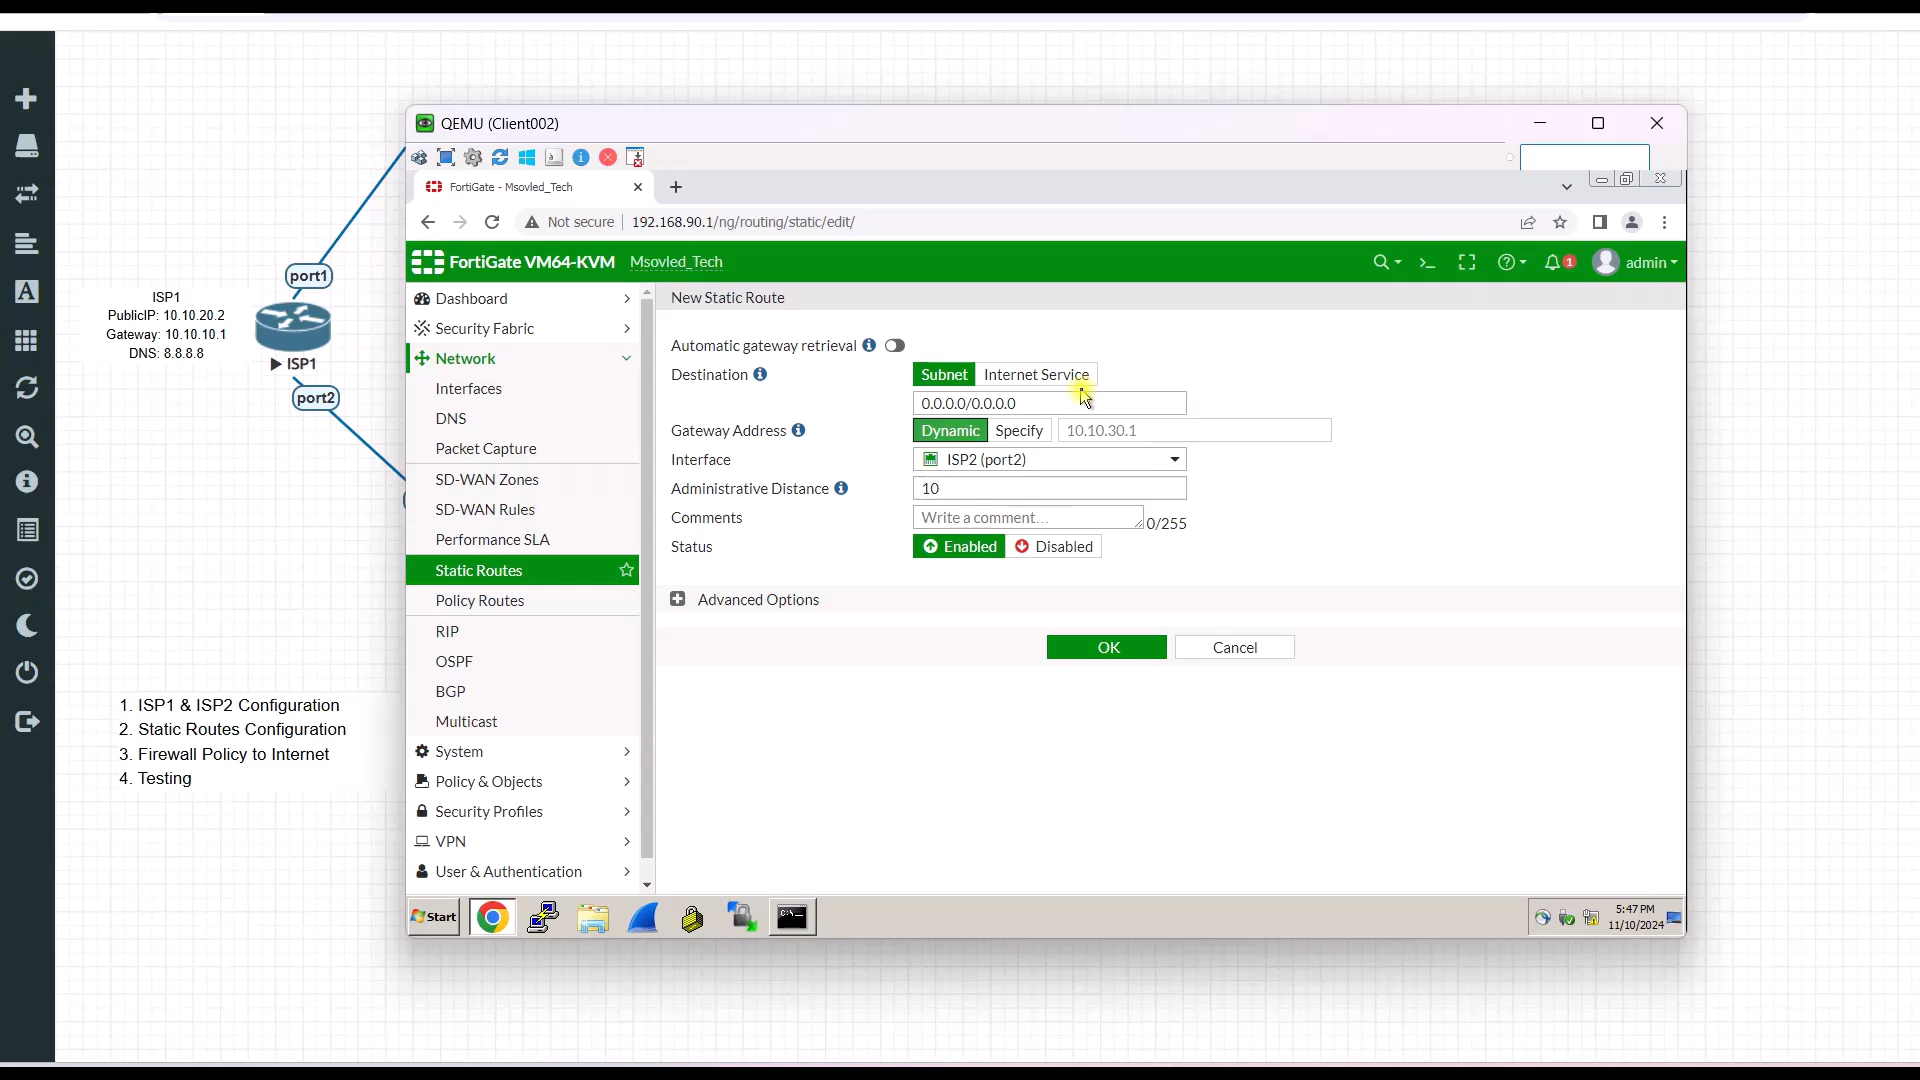 QEMU (Client002)
FortiGate - Msovled_Tech
Not secure
192.168.90.1/ng/routing/static/edit/
FortiGate VM64-KVM
Msovled_Tech
1
admin
Dashboard
Security Fabric
Network
Interfaces
DNS
Packet Capture
SD-WAN Zones
SD-WAN Rules
Performance SLA
Static Routes
Policy Routes
RIP
OSPF
BGP
Multicast
System
Policy & Objects
Security Profiles
VPN
User & Authentication
New Static Route
Automatic gateway retrieval
Destination
Subnet
Internet Service
0.0.0.0/0.0.0.0
Gateway Address
Dynamic
Specify
10.10.30.1
Interface
ISP2 (port2)
Administrative Distance
10
Comments
Write a comment...
0/255
Status
Enabled
Disabled
Advanced Options
OK
Cancel
port1
ISP1
PublicIP: 10.10.20.2
Gateway: 10.10.10.1
DNS: 8.8.8.8
ISP1
port2
1. ISP1 & ISP2 Configuration
2. Static Routes Configuration
3. Firewall Policy to Internet
4. Testing
Start
C:\
5:47 PM
11/10/2024